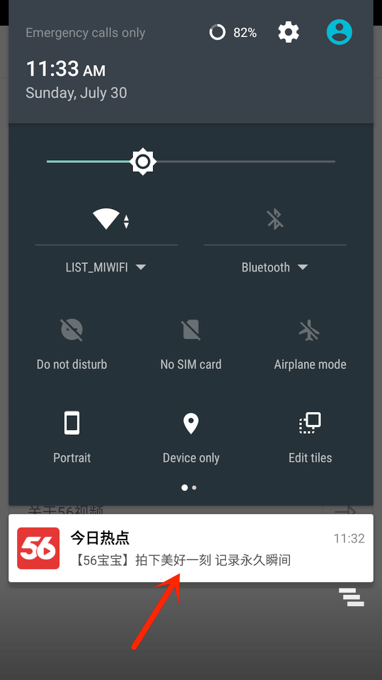 Emergency calls only
82%
11:33 AM
Sunday, July 30
LIST_MIWIFI
Bluetooth
Do not disturb
No SIM card
Airplane mode
Portrait
Device only
Edit tiles
关于56视频
56
今日热点
11:32
【56宝宝】拍下美好一刻 记录永久瞬间